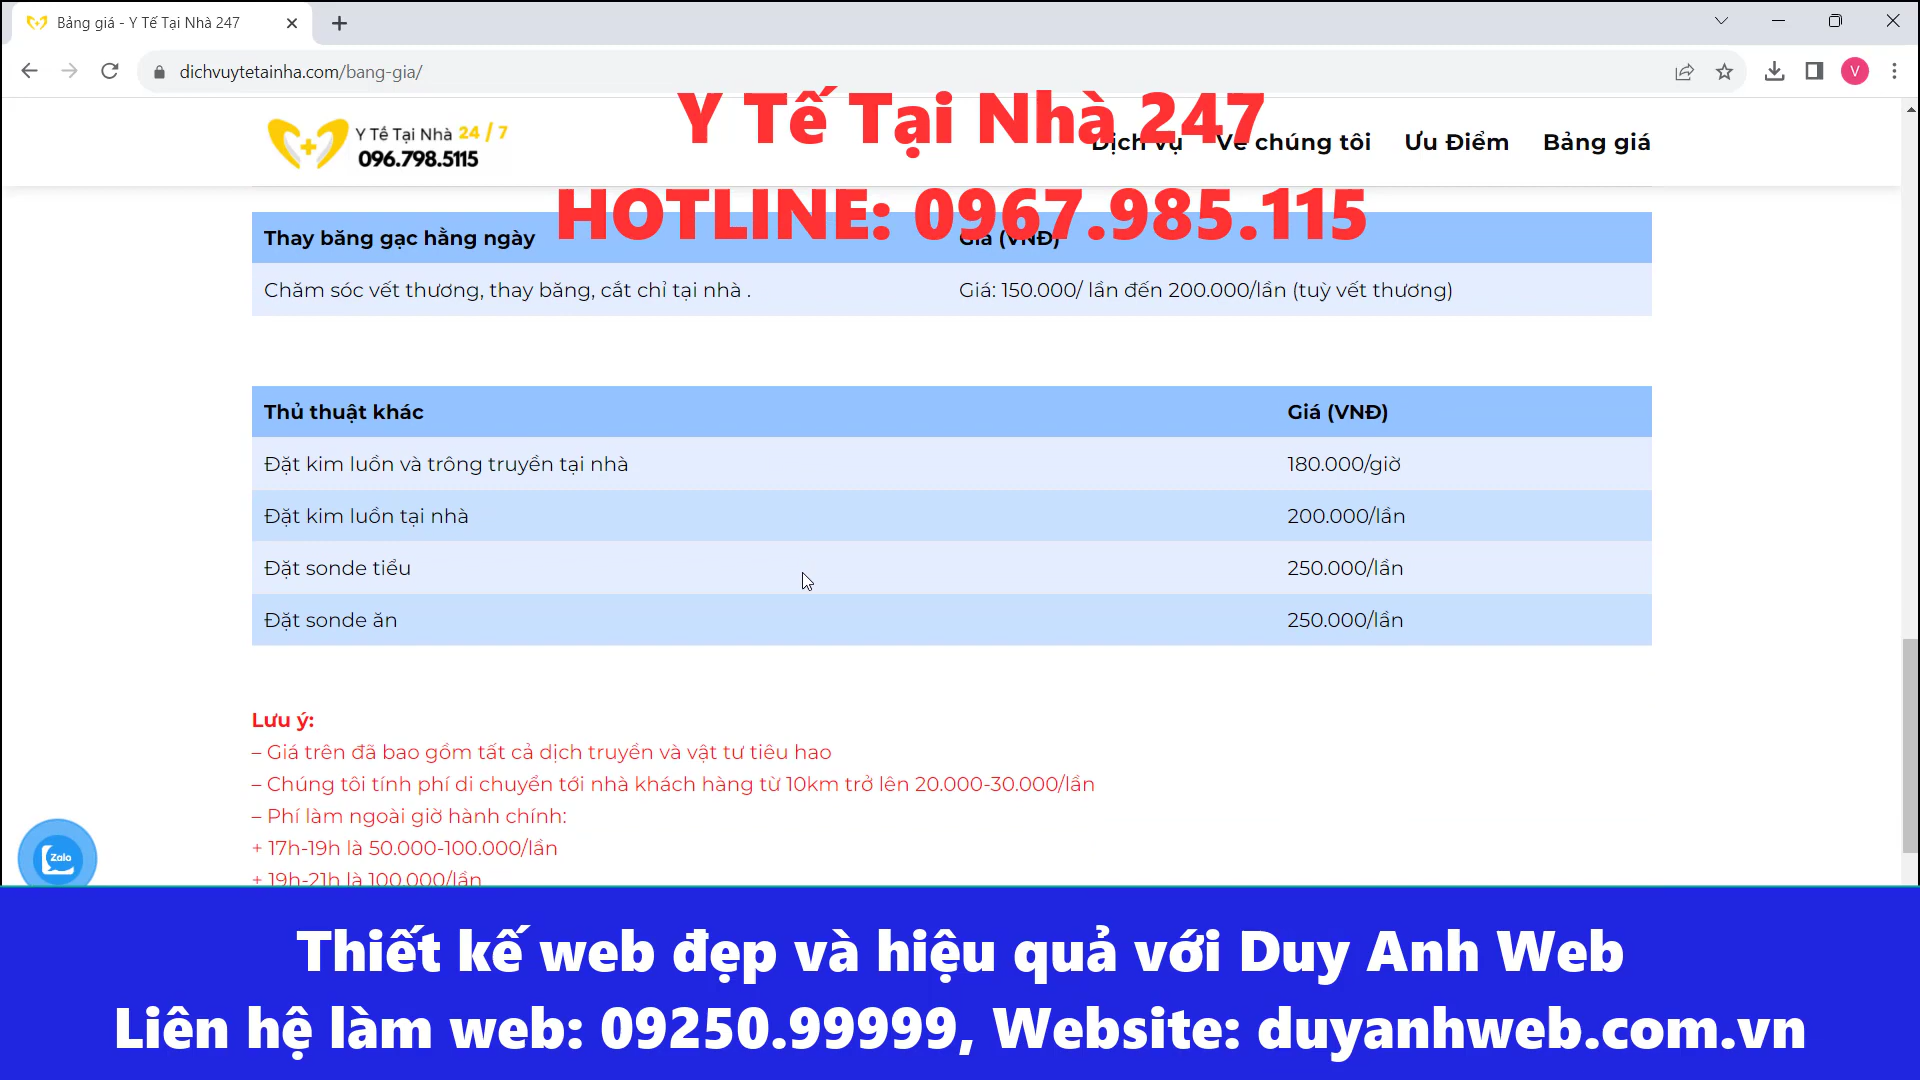 Bảng giá - Y Tế Tại Nhà 247
dichvuytetainha.com/bang-gia/
V
Y Tế Tại Nhà 24 / 7
096.798.5115
Y Tế Tại Nhà 247
Dịch vụ Về chúng tôi Ưu Điểm Bảng giá
HOTLINE: 0967.985.115
Thay băng gạc hằng ngày Giá (VNĐ)
Chăm sóc vết thương, thay băng, cắt chỉ tại nhà . Giá: 150.000/ lần đến 200.000/lần (tuỳ vết thương)
Thủ thuật khác Giá (VNĐ)
Đặt kim luồn và trông truyền tại nhà 180.000/giờ
Đặt kim luồn tại nhà 200.000/lần
Đặt sonde tiểu 250.000/lần
Đặt sonde ăn 250.000/lần
Lưu ý:
– Giá trên đã bao gồm tất cả dịch truyền và vật tư tiêu hao
– Chúng tôi tính phí di chuyển tới nhà khách hàng từ 10km trở lên 20.000-30.000/lần
– Phí làm ngoài giờ hành chính:
+ 17h-19h là 50.000-100.000/lần
+ 19h-21h là 100.000/lần
Zalo
Thiết kế web đẹp và hiệu quả với Duy Anh Web
Liên hệ làm web: 09250.99999, Website: duyanhweb.com.vn